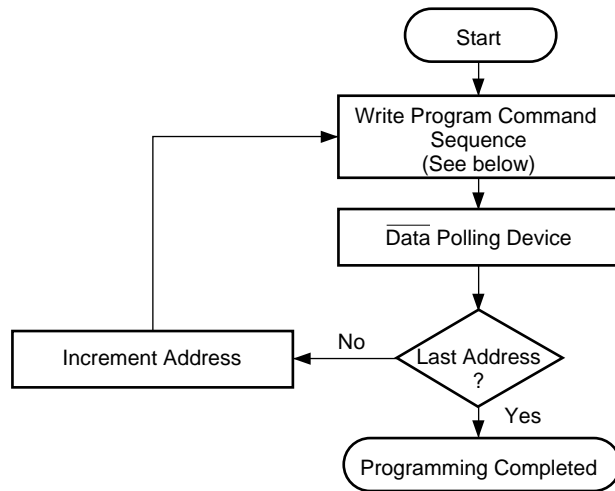 Start
Write Program Command
Sequence
(See below)
Data Polling Device
Increment Address
No
Last Address
?
Yes
Programming Completed